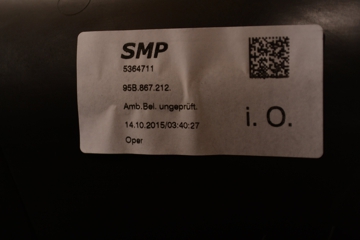 SMP
5364711
95B.867.212.
Amb.Bel. ungeprüft.
14.10.2015/03:40:27
i. O.
Oper